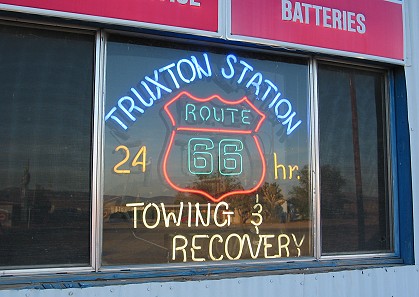 BATTERIES
TRUXTON STATION
ROUTE
24 66 hr.
TOWING &
RECOVERY